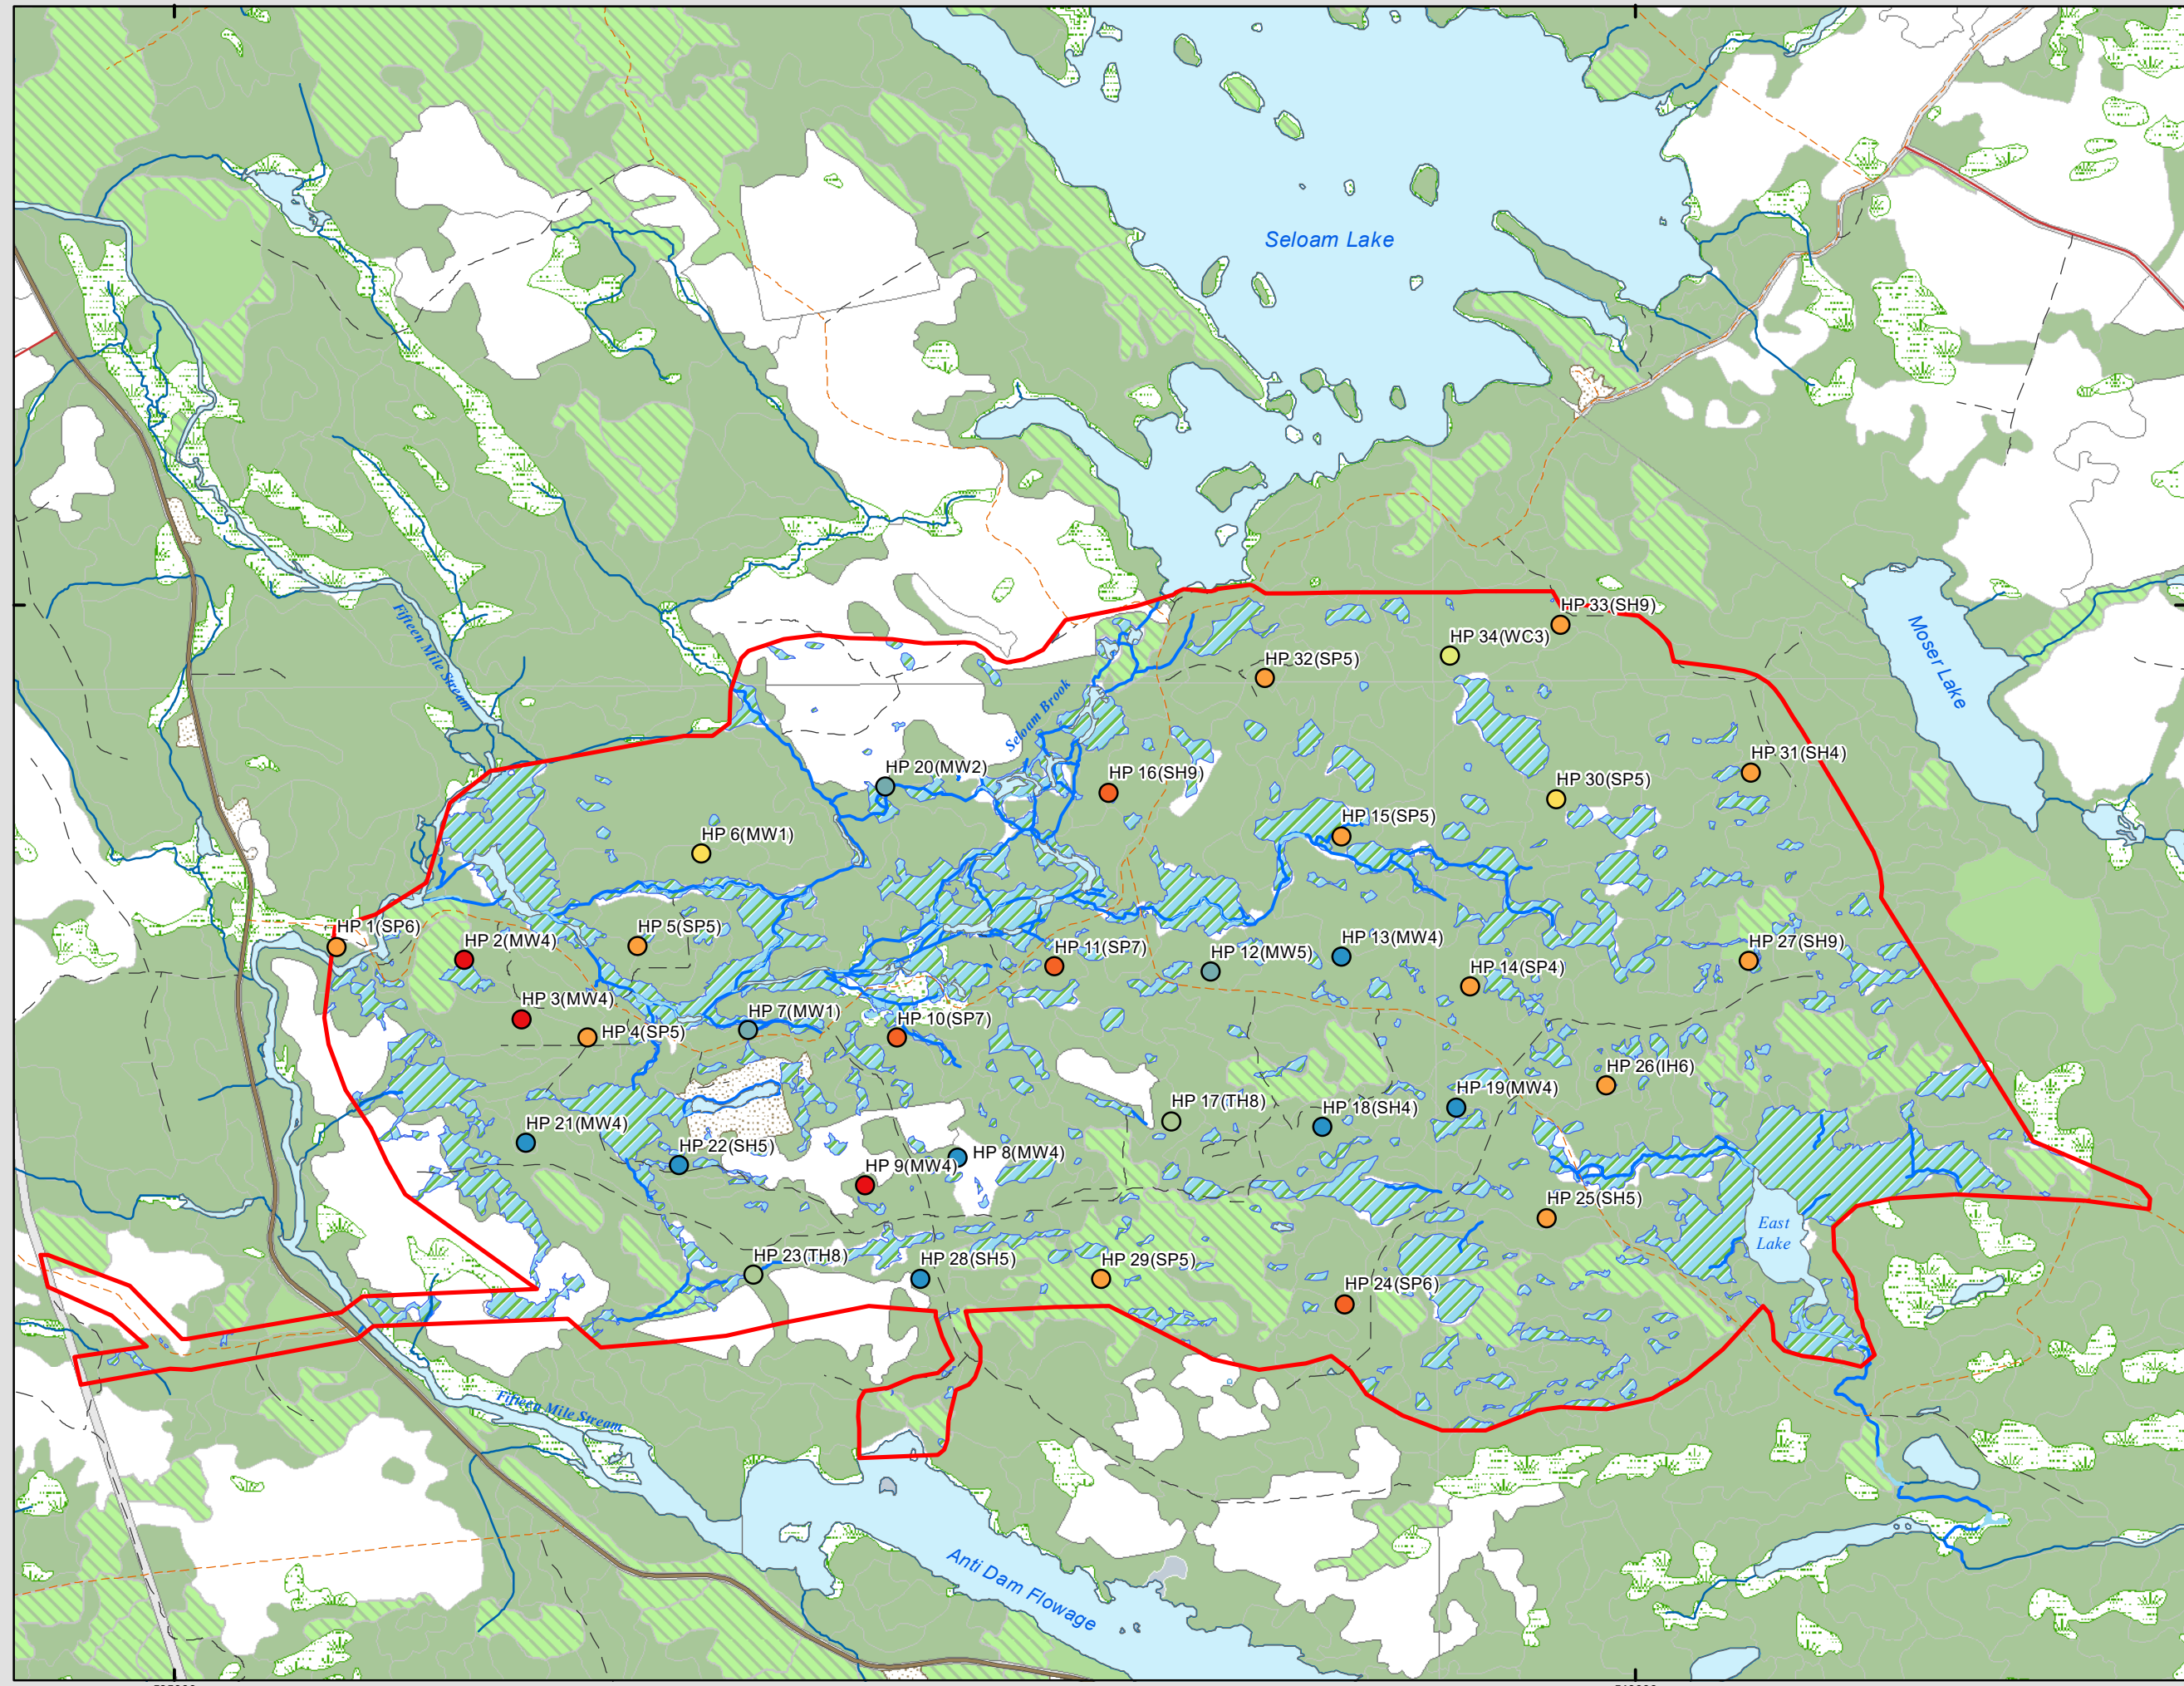 Seloam Lake
Fifteen Mile Stream
HP 33(SH9)
HP 34(WC3)
HP 32(SP5)
Moser Lake
Seloam Brook
HP 31(SH4)
HP 20(MW2)
HP 16(SH9)
HP 30(SP5)
HP 15(SP5)
HP 6(MW1)
HP 1(SP6)
HP 5(SP5)
HP 2(MW4)
HP 13(MW4)
HP 27(SH9)
HP 11(SP7)
HP 12(MW5)
HP 14(SP4)
HP 3(MW4)
HP 7(MW1)
HP 10(SP7)
HP 4(SP5)
HP 26(IH6)
HP 19(MW4)
HP 17(TH8)
HP 18(SH4)
HP 21(MW4)
HP 22(SH5)
HP 8(MW4)
HP 9(MW4)
HP 25(SH5)
East
Lake
HP 23(TH8)
HP 28(SH5)
HP 29(SP5)
HP 24(SP6)
Fifteen Mile Stream
Anti Dam Flowage